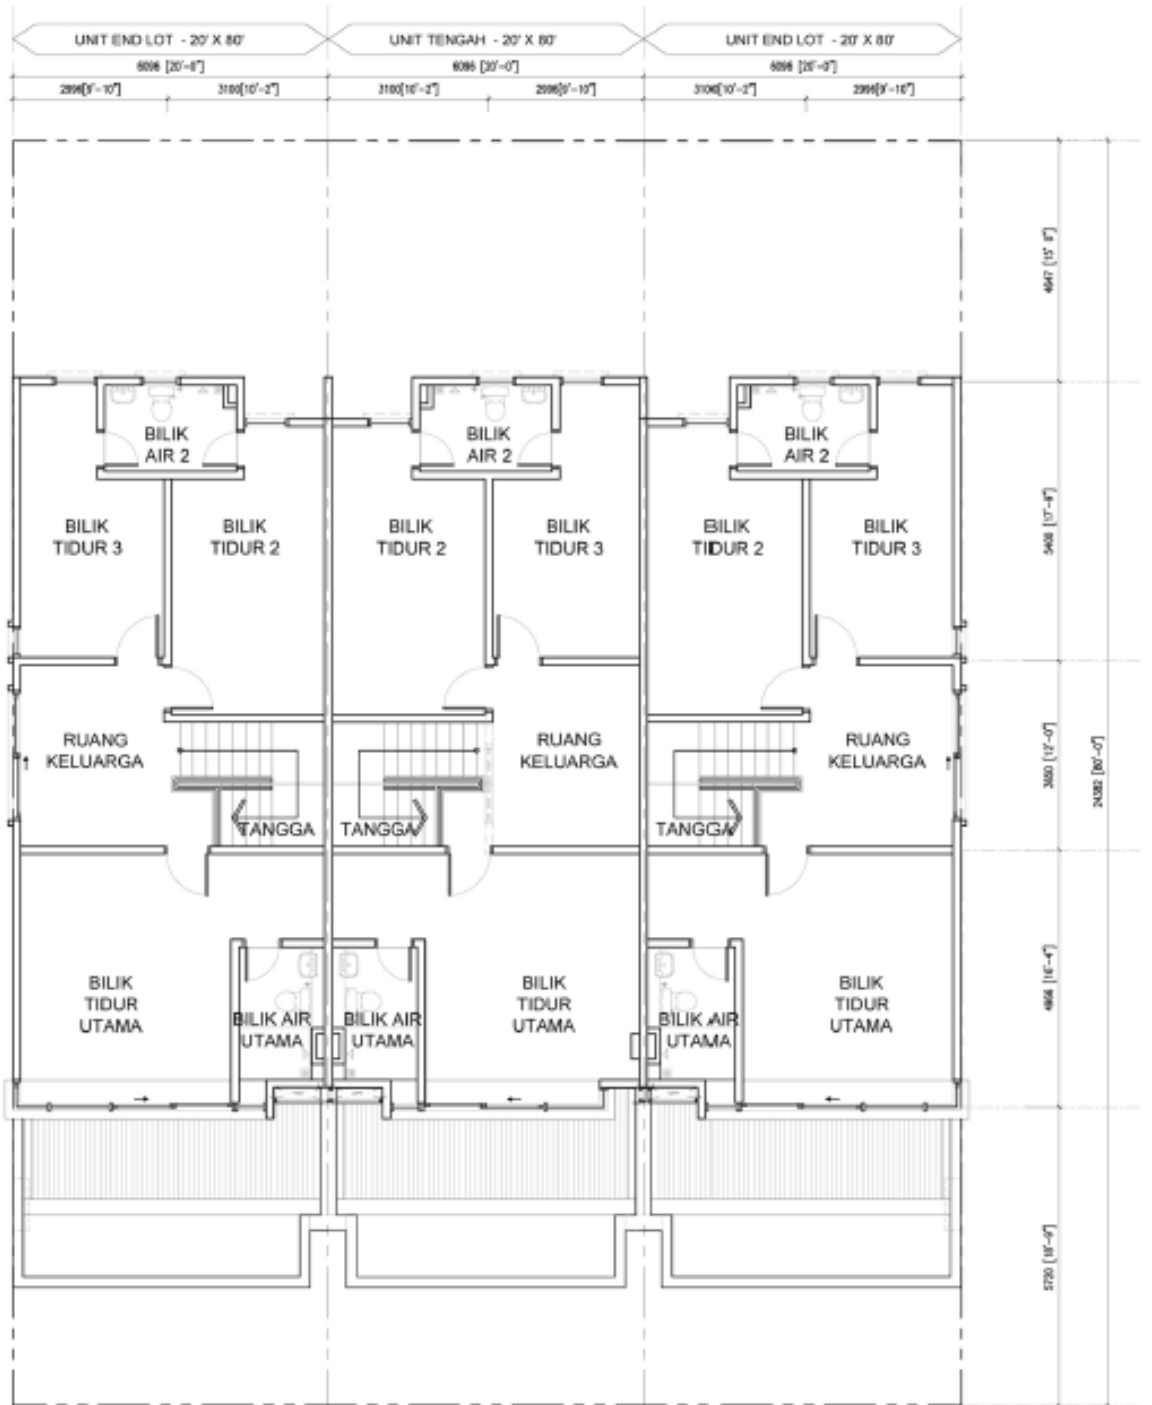 UNIT END LOT - 20' X 80'
UNIT TENGAH - 20' X 80'
UNIT END LOT - 20' X 80'
6096 [20'-0"]
6096 [20'-0"]
6096 [20'-0"]
2996[9'-10"]
3100[10'-2"]
3100[10'-2"]
2996[9'-10"]
3100[10'-2"]
2996[9'-10"]
BILIK
AIR 2
BILIK
AIR 2
BILIK
AIR 2
BILIK
TIDUR 3
BILIK
TIDUR 2
BILIK
TIDUR 2
BILIK
TIDUR 3
BILIK
TIDUR 2
BILIK
TIDUR 3
RUANG
KELUARGA
RUANG
KELUARGA
RUANG
KELUARGA
TANGGA
TANGGA
TANGGA
BILIK
TIDUR
UTAMA
BILIK AIR
UTAMA
BILIK AIR
UTAMA
BILIK
TIDUR
UTAMA
BILIK AIR
UTAMA
BILIK
TIDUR
UTAMA
24382 [80'-0"]